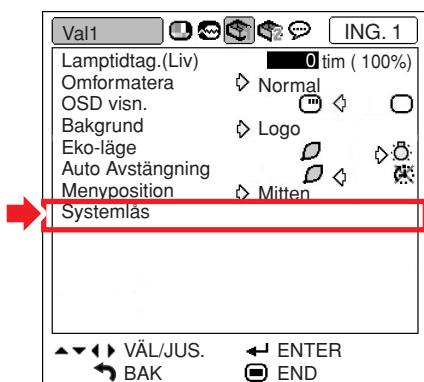 Val1 ING. 1
Lamptidtag.(Liv) 0 tim ( 100%)
Omformatera Normal
OSD visn.
Bakgrund Logo
Eko-läge
Auto Avstängning
Menyposition Mitten
Systemlås
VÄL/JUS. ENTER
BAK END